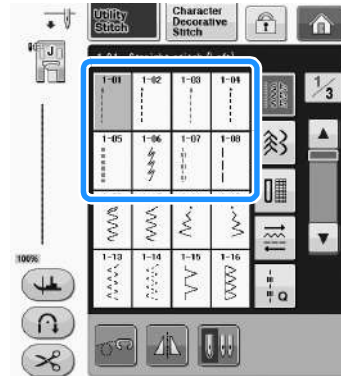 Utility
Stitch
Character
Decorative
Stitch
J
1/3
1-01
1-02
1-03
1-04
1-05
1-06
1-07
1-08
1-13
1-14
1-15
1-16
100%
Q